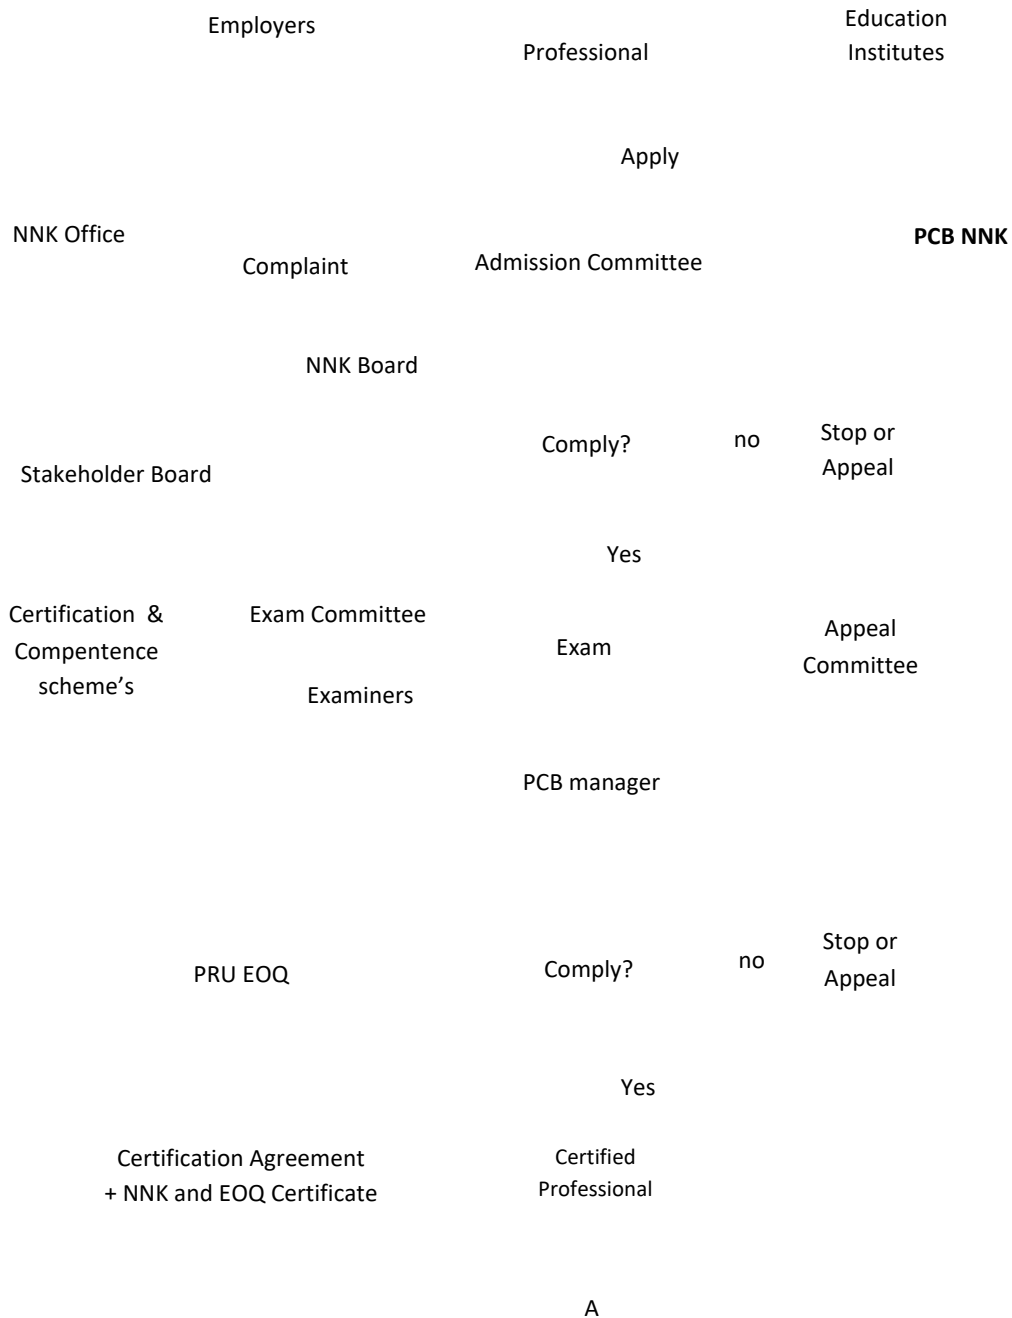 Employers
Education
Institutes
Professional
Apply
NNK Office
PCB NNK
Complaint
Admission Committee
NNK Board
Comply?
no
Stop or
Appeal
Stakeholder Board
Yes
Certification &
Compentence
scheme's
Exam Committee
Examiners
Exam
Appeal
Committee
PCB manager
PRU EOQ
Comply?
no
Stop or
Appeal
Yes
Certification Agreement
+ NNK and EOQ Certificate
Certified
Professional
A